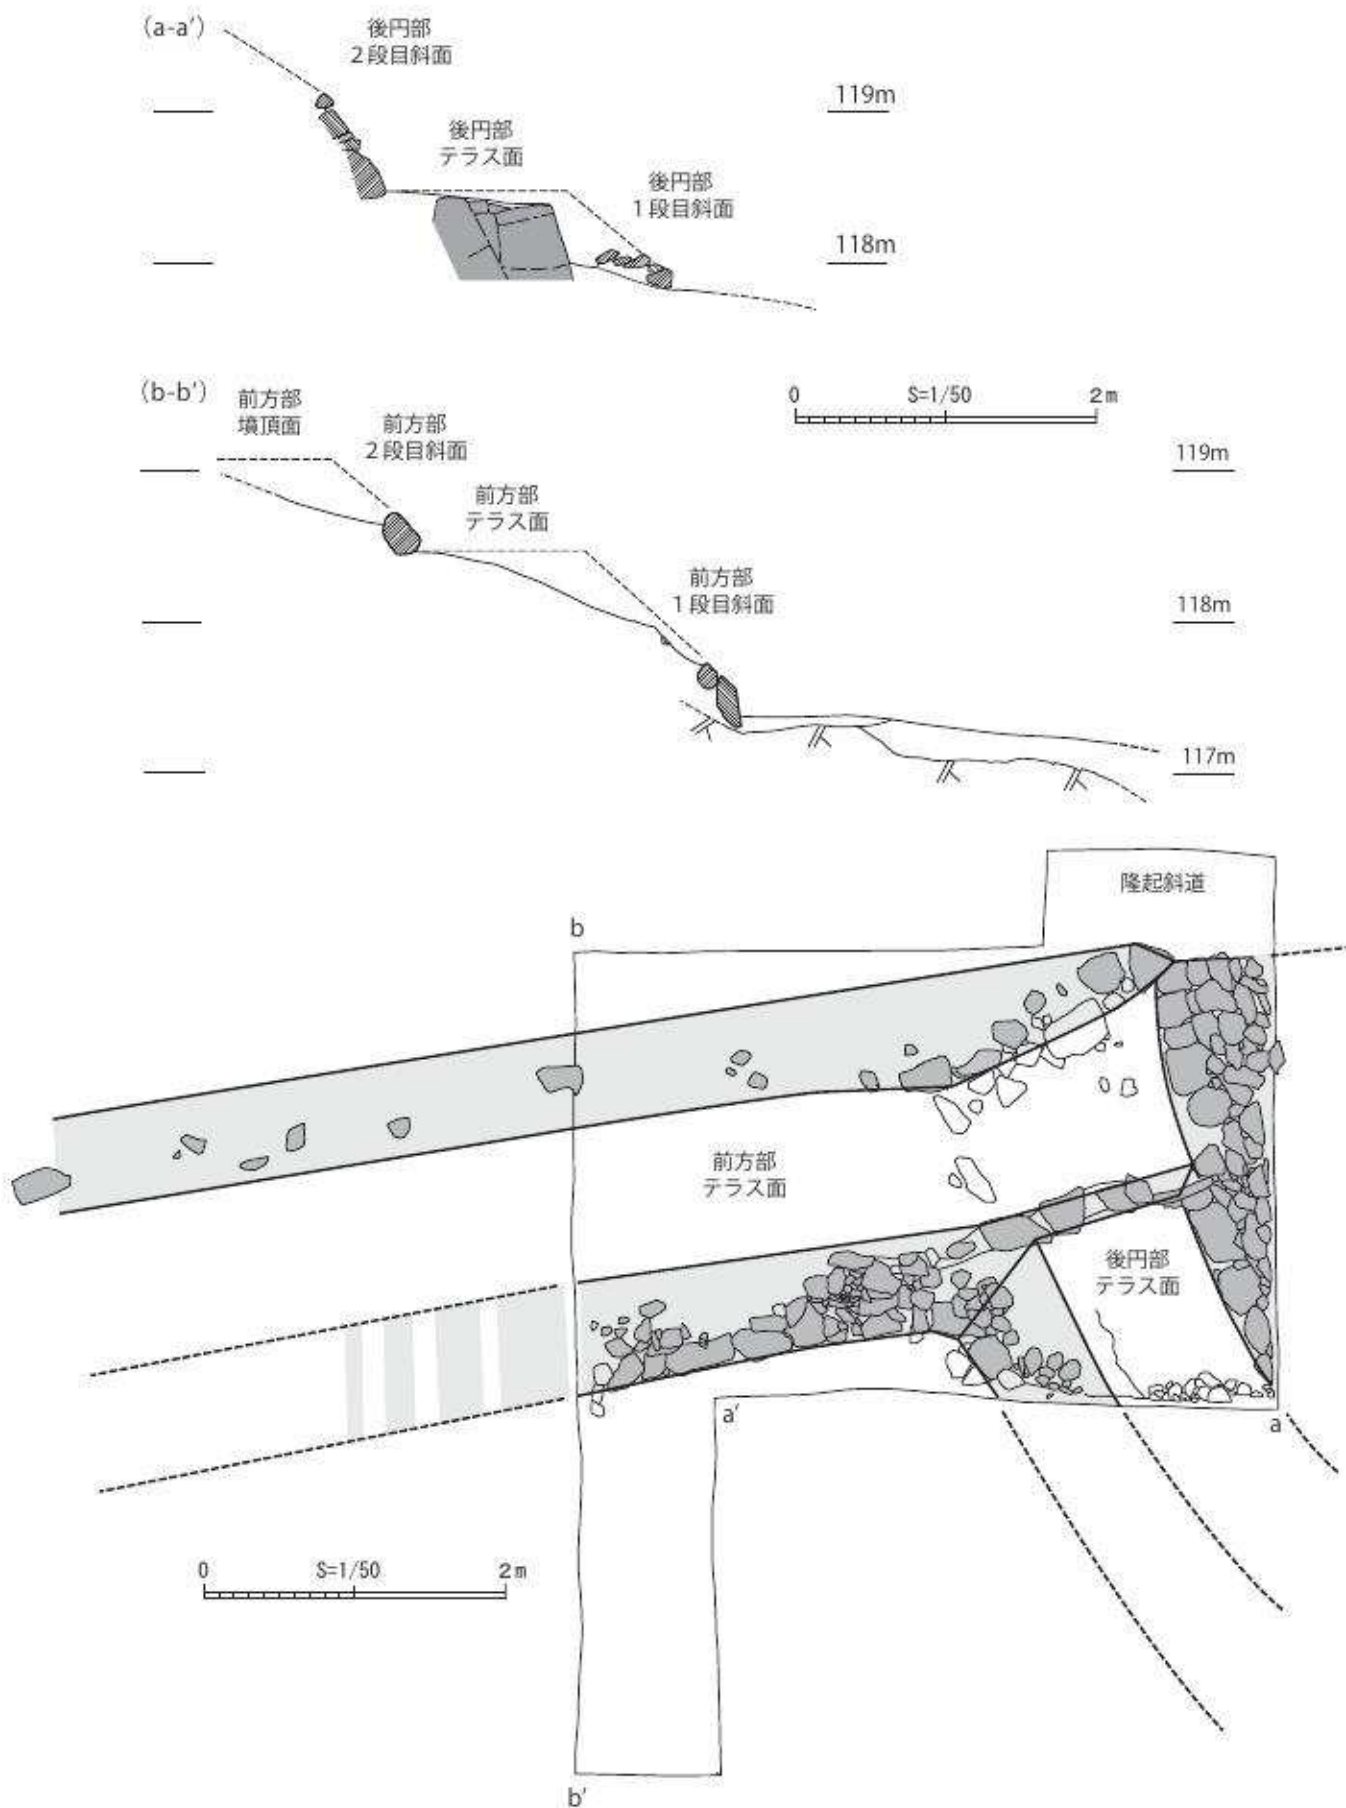 (a-a′)
後円部
2段目斜面
119m
後円部
テラス面
後円部
1段目斜面
118m
(b-b′)
前方部
墳頂面
前方部
2段目斜面
0 S=1/50 2m
119m
前方部
テラス面
前方部
1段目斜面
118m
117m
隆起斜道
b
前方部
テラス面
後円部
テラス面
a′
a
0 S=1/50 2m
b′